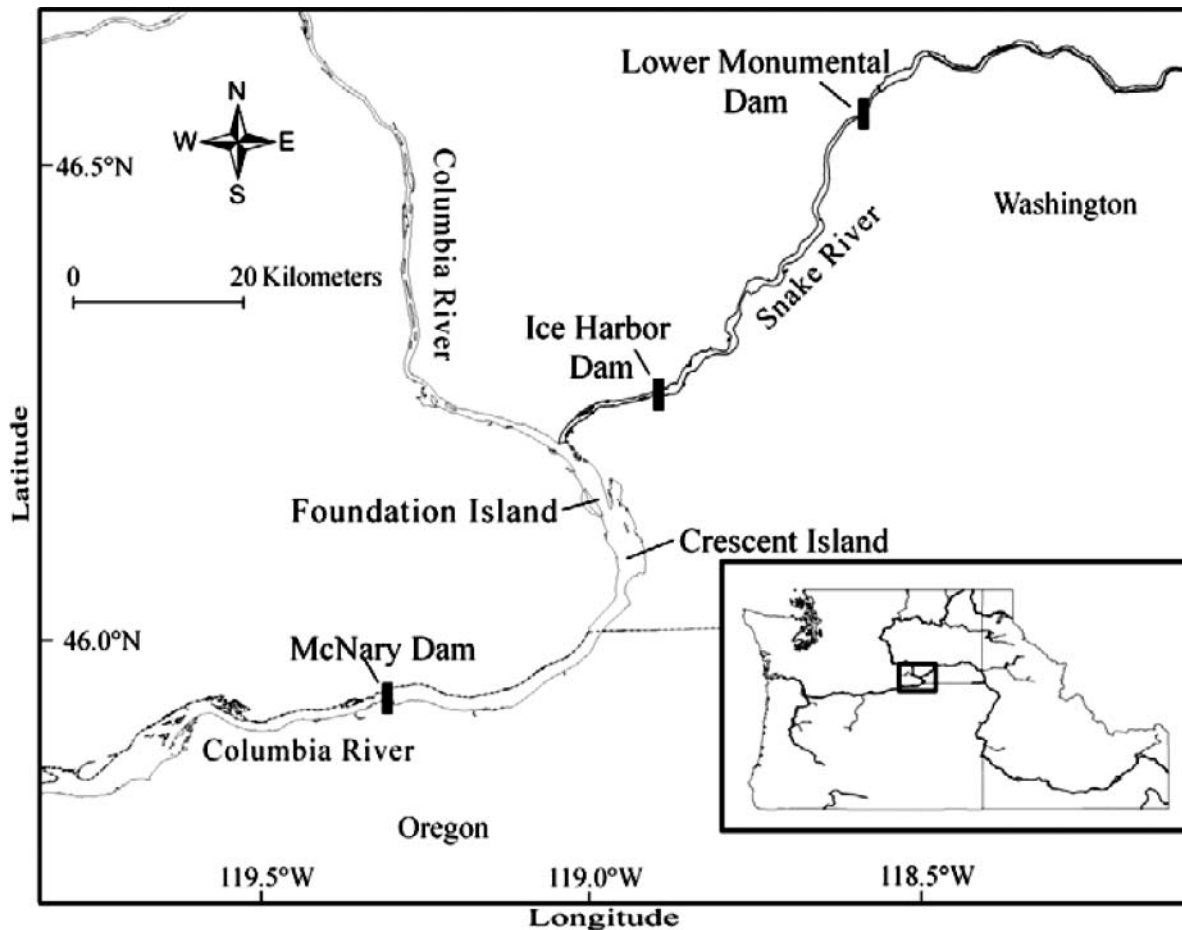 Lower Monumental
Dam
N
W E
S
46.5°N
Columbia River
Washington
0 20 Kilometers
Snake River
Ice Harbor
Dam
Latitude
Foundation Island
Crescent Island
46.0°N
McNary Dam
Columbia River
Oregon
119.5°W 119.0°W 118.5°W
Longitude